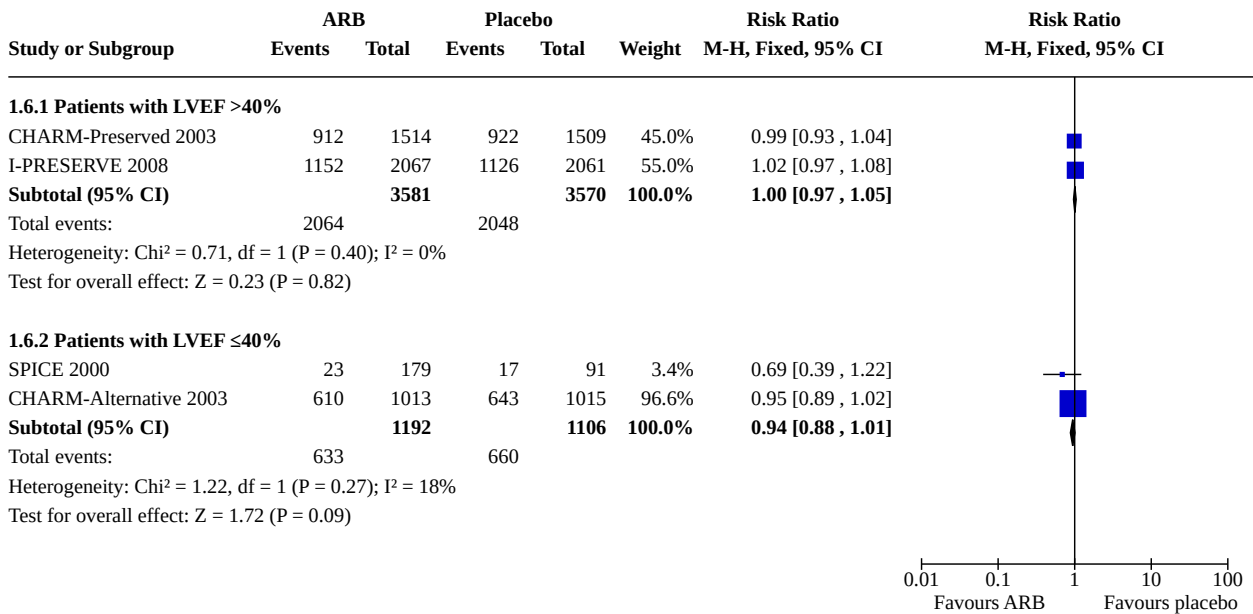 ARB Placebo Risk Ratio Risk Ratio
Study or Subgroup Events Total Events Total Weight M-H, Fixed, 95% CI M-H, Fixed, 95% CI
1.6.1 Patients with LVEF >40%
CHARM-Preserved 2003 912 1514 922 1509 45.0% 0.99 [0.93 , 1.04]
I-PRESERVE 2008 1152 2067 1126 2061 55.0% 1.02 [0.97 , 1.08]
Subtotal (95% CI) 3581 3570 100.0% 1.00 [0.97 , 1.05]
Total events: 2064 2048
Heterogeneity: Chi² = 0.71, df = 1 (P = 0.40); I² = 0%
Test for overall effect: Z = 0.23 (P = 0.82)
1.6.2 Patients with LVEF ≤40%
SPICE 2000 23 179 17 91 3.4% 0.69 [0.39 , 1.22]
CHARM-Alternative 2003 610 1013 643 1015 96.6% 0.95 [0.89 , 1.02]
Subtotal (95% CI) 1192 1106 100.0% 0.94 [0.88 , 1.01]
Total events: 633 660
Heterogeneity: Chi² = 1.22, df = 1 (P = 0.27); I² = 18%
Test for overall effect: Z = 1.72 (P = 0.09)
0.01 0.1 1 10 100
Favours ARB Favours placebo